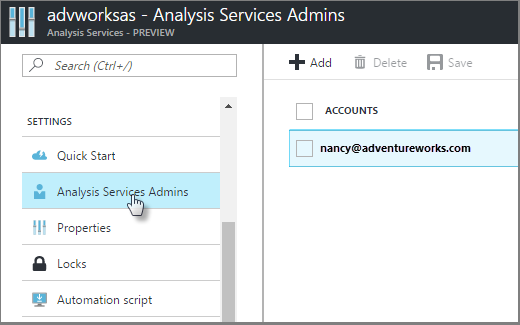 advworksas - Analysis Services Admins
Analysis Services - PREVIEW
Search (Ctrl+/)
Add
Delete
Save
SETTINGS
ACCOUNTS
nancy@adventureworks.com
Quick Start
Analysis Services Admins
Properties
Locks
Automation script